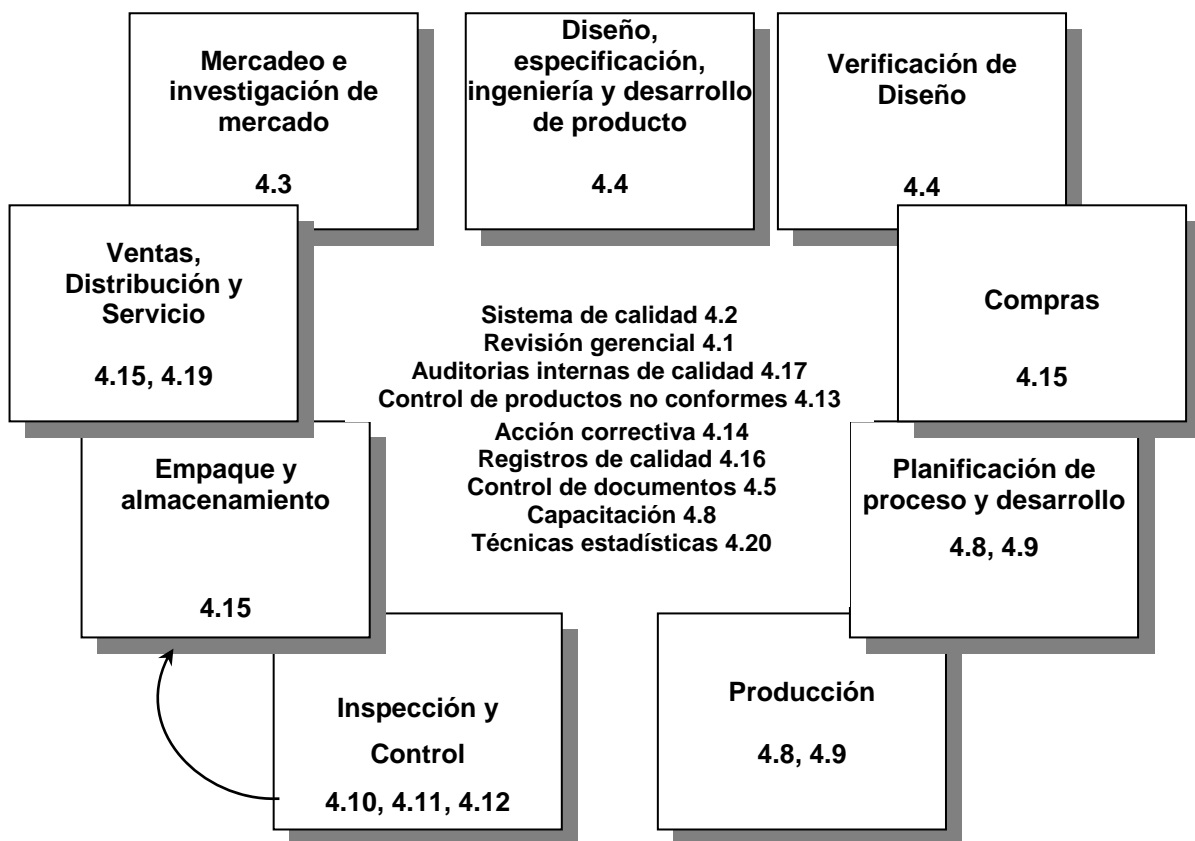 Mercadeo e
investigación de
mercado
4.3
Diseño,
especificación,
ingeniería y desarrollo
de producto
4.4
Verificación de
Diseño
4.4
Ventas,
Distribución y
Servicio
4.15, 4.19
Compras
4.15
Sistema de calidad 4.2
Revisión gerencial 4.1
Auditorias internas de calidad 4.17
Control de productos no conformes 4.13
Acción correctiva 4.14
Registros de calidad 4.16
Control de documentos 4.5
Capacitación 4.8
Técnicas estadísticas 4.20
Empaque y
almacenamiento
4.15
Planificación de
proceso y desarrollo
4.8, 4.9
Inspección y
Control
4.10, 4.11, 4.12
Producción
4.8, 4.9